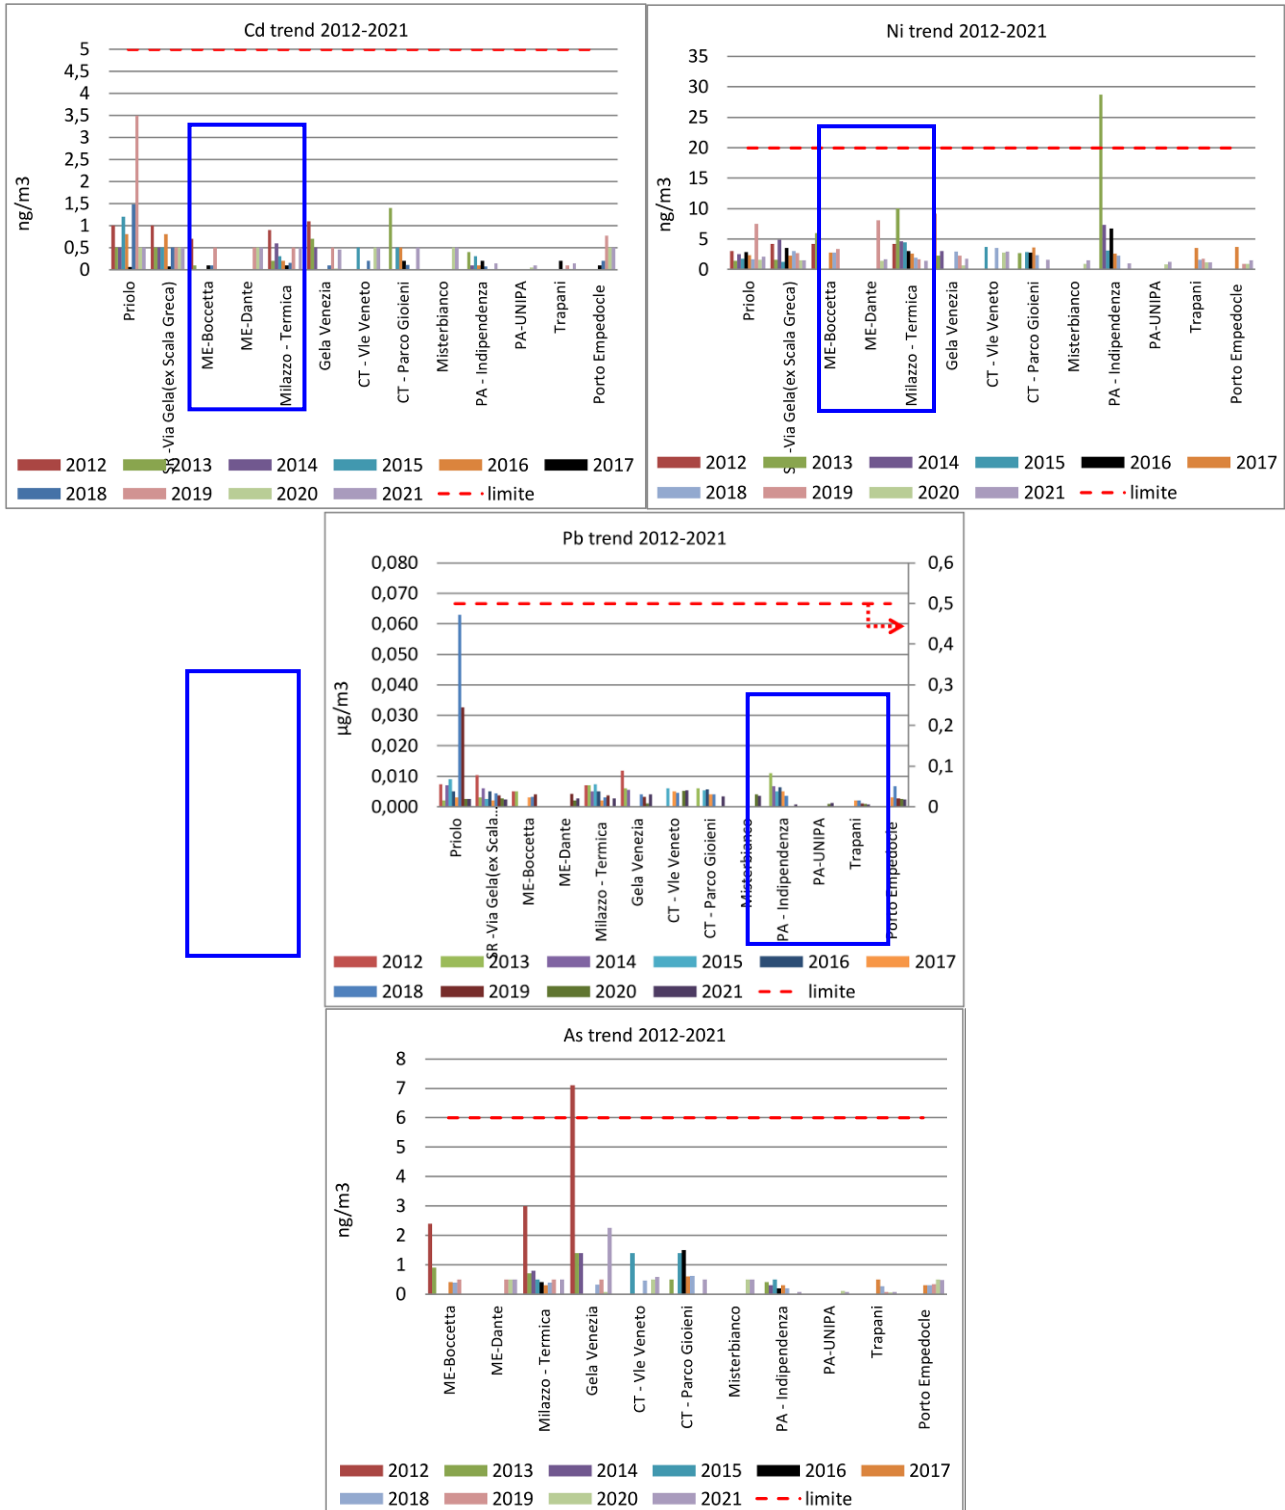 Cd trend 2012-2021
5
4,5
4
3,5
3
2,5
2
1,5
1
0,5
0
ng/m3
Priolo
SR -Via Gela(ex Scala Greca)
ME-Boccetta
ME-Dante
Milazzo - Termica
Gela Venezia
CT - Vle Veneto
CT - Parco Gioieni
Misterbianco
PA - Indipendenza
PA-UNIPA
Trapani
Porto Empedocle
2012 2013 2014 2015 2016 2017
2018 2019 2020 2021 limite
Ni trend 2012-2021
35
30
25
20
15
10
5
0
ng/m3
Priolo
SR -Via Gela(ex Scala Greca)
ME-Boccetta
ME-Dante
Milazzo - Termica
Gela Venezia
CT - Vle Veneto
CT - Parco Gioieni
Misterbianco
PA - Indipendenza
PA-UNIPA
Trapani
Porto Empedocle
2012 2013 2014 2015 2016 2017
2018 2019 2020 2021 limite
Pb trend 2012-2021
0,080
0,070
0,060
0,050
0,040
0,030
0,020
0,010
0,000
µg/m3
0,6
0,5
0,4
0,3
0,2
0,1
0
Priolo
SR -Via Gela(ex Scala...
ME-Boccetta
ME-Dante
Milazzo - Termica
Gela Venezia
CT - Vle Veneto
CT - Parco Gioieni
Misterbianco
PA - Indipendenza
PA-UNIPA
Trapani
Porto Empedocle
2012 2013 2014 2015 2016 2017
2018 2019 2020 2021 limite
As trend 2012-2021
8
7
6
5
4
3
2
1
0
ng/m3
ME-Boccetta
ME-Dante
Milazzo - Termica
Gela Venezia
CT - Vle Veneto
CT - Parco Gioieni
Misterbianco
PA - Indipendenza
PA-UNIPA
Trapani
Porto Empedocle
2012 2013 2014 2015 2016 2017
2018 2019 2020 2021 limite